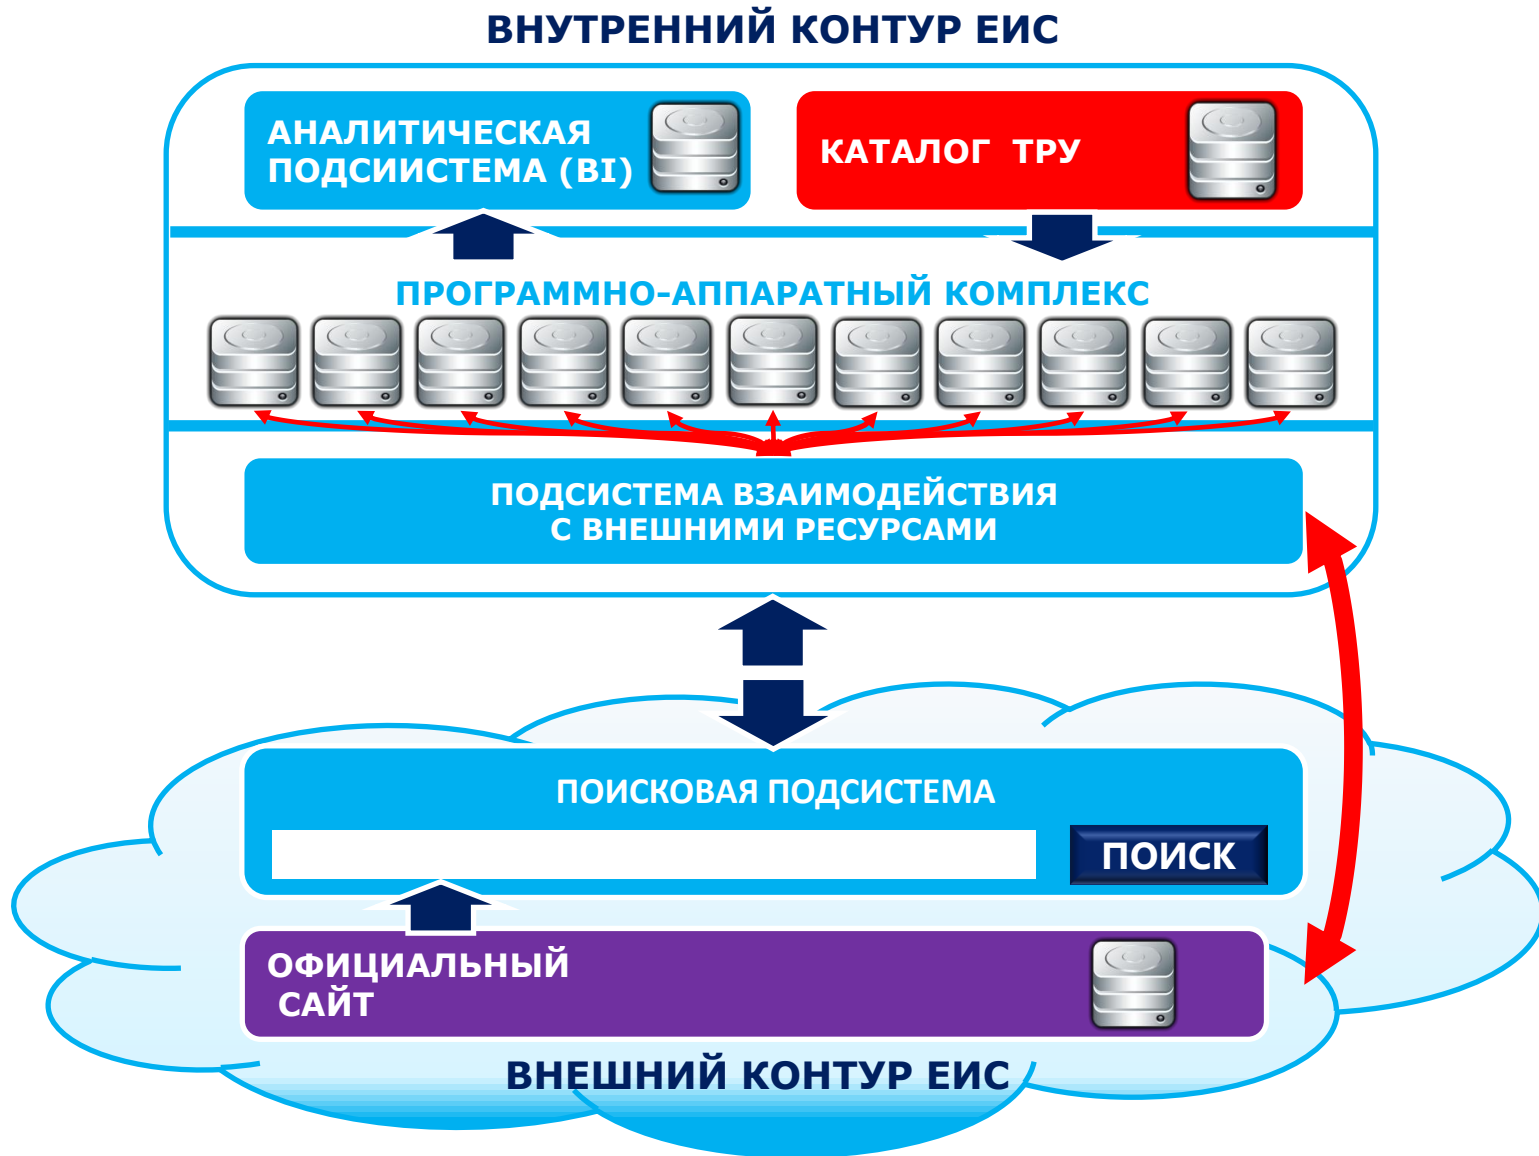 ВНУТРЕННИЙ КОНТУР ЕИС
АНАЛИТИЧЕСКАЯ
ПОДСИИСТЕМА (BI)
КАТАЛОГ ТРУ
ПРОГРАММНО-АППАРАТНЫЙ КОМПЛЕКС
ПОДСИСТЕМА ВЗАИМОДЕЙСТВИЯ
С ВНЕШНИМИ РЕСУРСАМИ
ПОИСКОВАЯ ПОДСИСТЕМА
ПОИСК
ОФИЦИАЛЬНЫЙ
САЙТ
ВНЕШНИЙ КОНТУР ЕИС